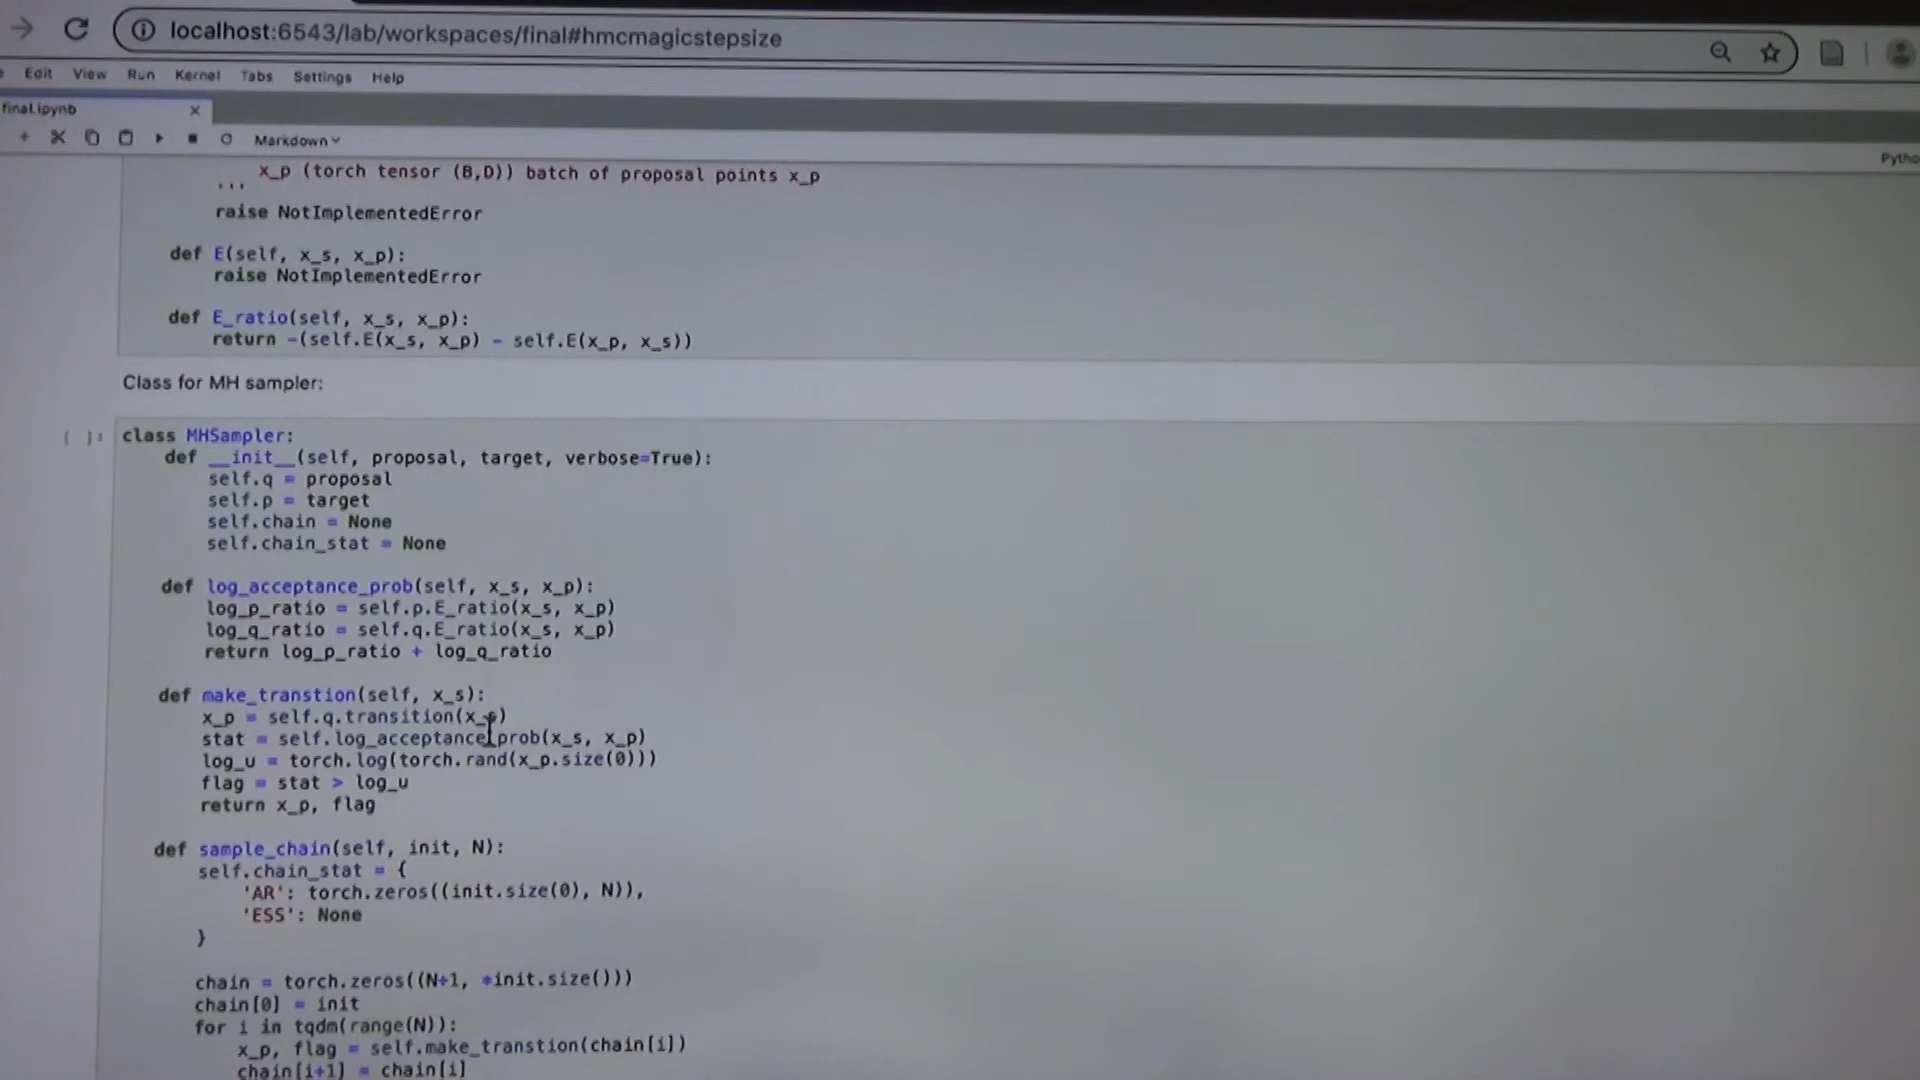 localhost:6543/lab/workspaces/final#hmcmagicstepsize
Edit View Run Kernel Tabs Settings Help
final.ipynb
Markdown
x_p (torch tensor (B,D)) batch of proposal points x_p
'''
raise NotImplementedError
def E(self, x_s, x_p):
raise NotImplementedError
def E_ratio(self, x_s, x_p):
return -(self.E(x_s, x_p) - self.E(x_p, x_s))
Class for MH sampler:
[ ]: class MHSampler:
def __init__(self, proposal, target, verbose=True):
self.q = proposal
self.p = target
self.chain = None
self.chain_stat = None
def log_acceptance_prob(self, x_s, x_p):
log_p_ratio = self.p.E_ratio(x_s, x_p)
log_q_ratio = self.q.E_ratio(x_s, x_p)
return log_p_ratio + log_q_ratio
def make_transtion(self, x_s):
x_p = self.q.transition(x_s)
stat = self.log_acceptance_prob(x_s, x_p)
log_u = torch.log(torch.rand(x_p.size(0)))
flag = stat > log_u
return x_p, flag
def sample_chain(self, init, N):
self.chain_stat = {
'AR': torch.zeros((init.size(0), N)),
'ESS': None
}
chain = torch.zeros((N+1, *init.size()))
chain[0] = init
for i in tqdm(range(N)):
x_p, flag = self.make_transtion(chain[i])
chain[i+1] = chain[i]